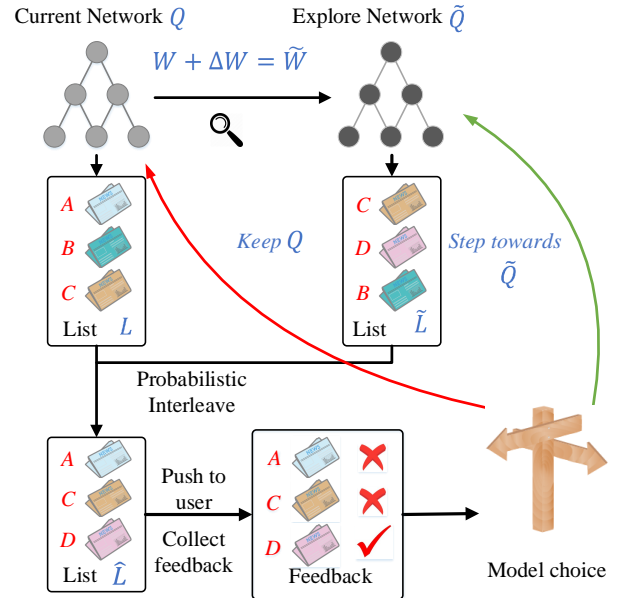 Current Network Q
Explore Network Q̃
W + ΔW = W̃
A
B
C
List L
C
D
B
List L̃
Keep Q
Step towards
Q̃
Probabilistic
Interleave
A
C
D
List L̂
Push to
user
Collect
feedback
A
C
D
Feedback
Model choice